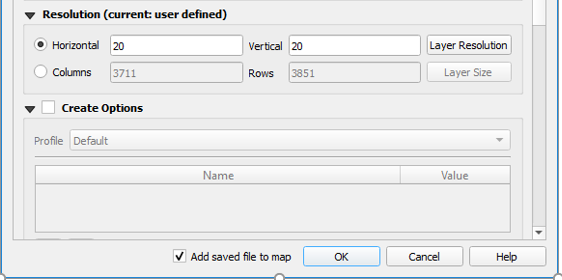 Resolution (current: user defined)
Horizontal 20 Vertical 20 Layer Resolution
Columns 3711 Rows 3851 Layer Size
Create Options
Profile Default
Name Value
Add saved file to map OK Cancel Help